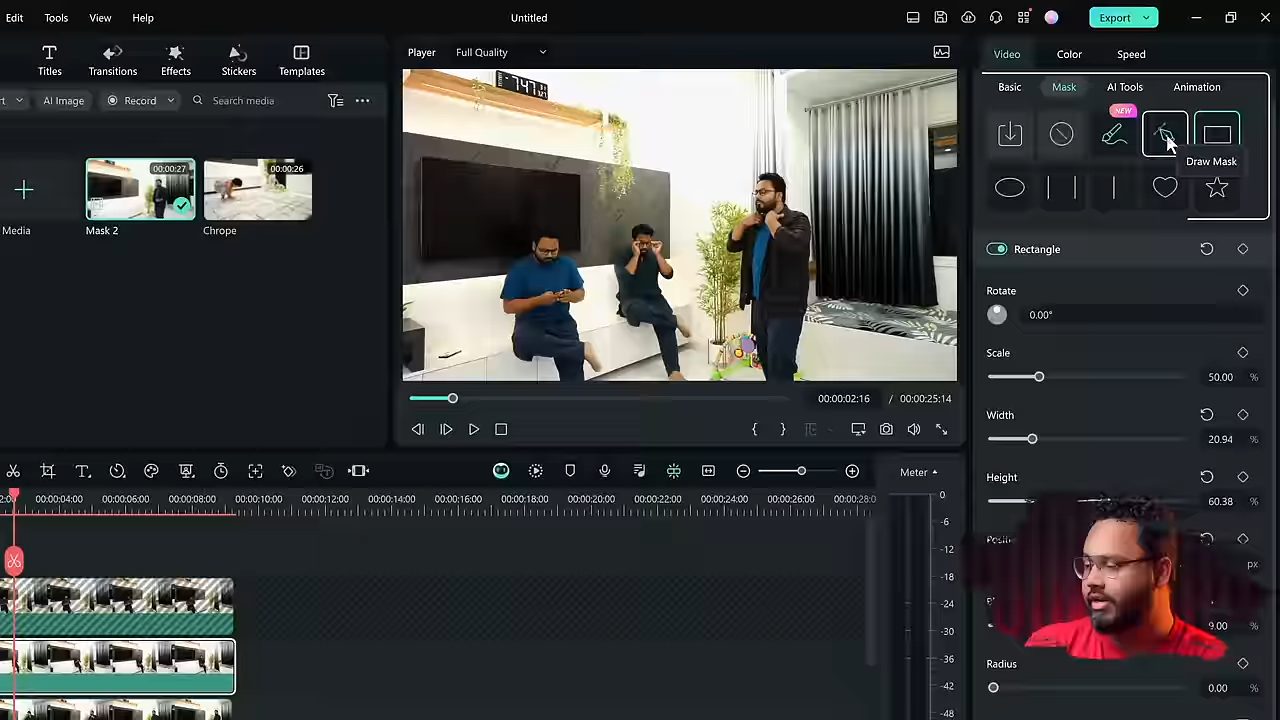 Edit Tools View Help Untitled Export
Titles Transitions Effects Stickers Templates
Player Full Quality
Video Color Speed
AI Image Record Search media
Basic Mask AI Tools Animation
NEW
Draw Mask
00:00:27 00:00:26
Mask 2 Chrope
Media
747
Rectangle
Rotate
0.00°
Scale
50.00 %
Width
20.94 %
Height
60.38 %
px
9.00 %
Radius
0.00 %
00:00:02:16 / 00:00:25:14
{ }
Meter
00:00:04:00 00:00:06:00 00:00:08:00 00:00:10:00 00:00:12:00 00:00:14:00 00:00:16:00 00:00:18:00 00:00:20:00 00:00:22:00 00:00:24:00 00:00:26:00 00:00:28:0
0
-6
-12
-18
-24
-30
-36
-42
-48